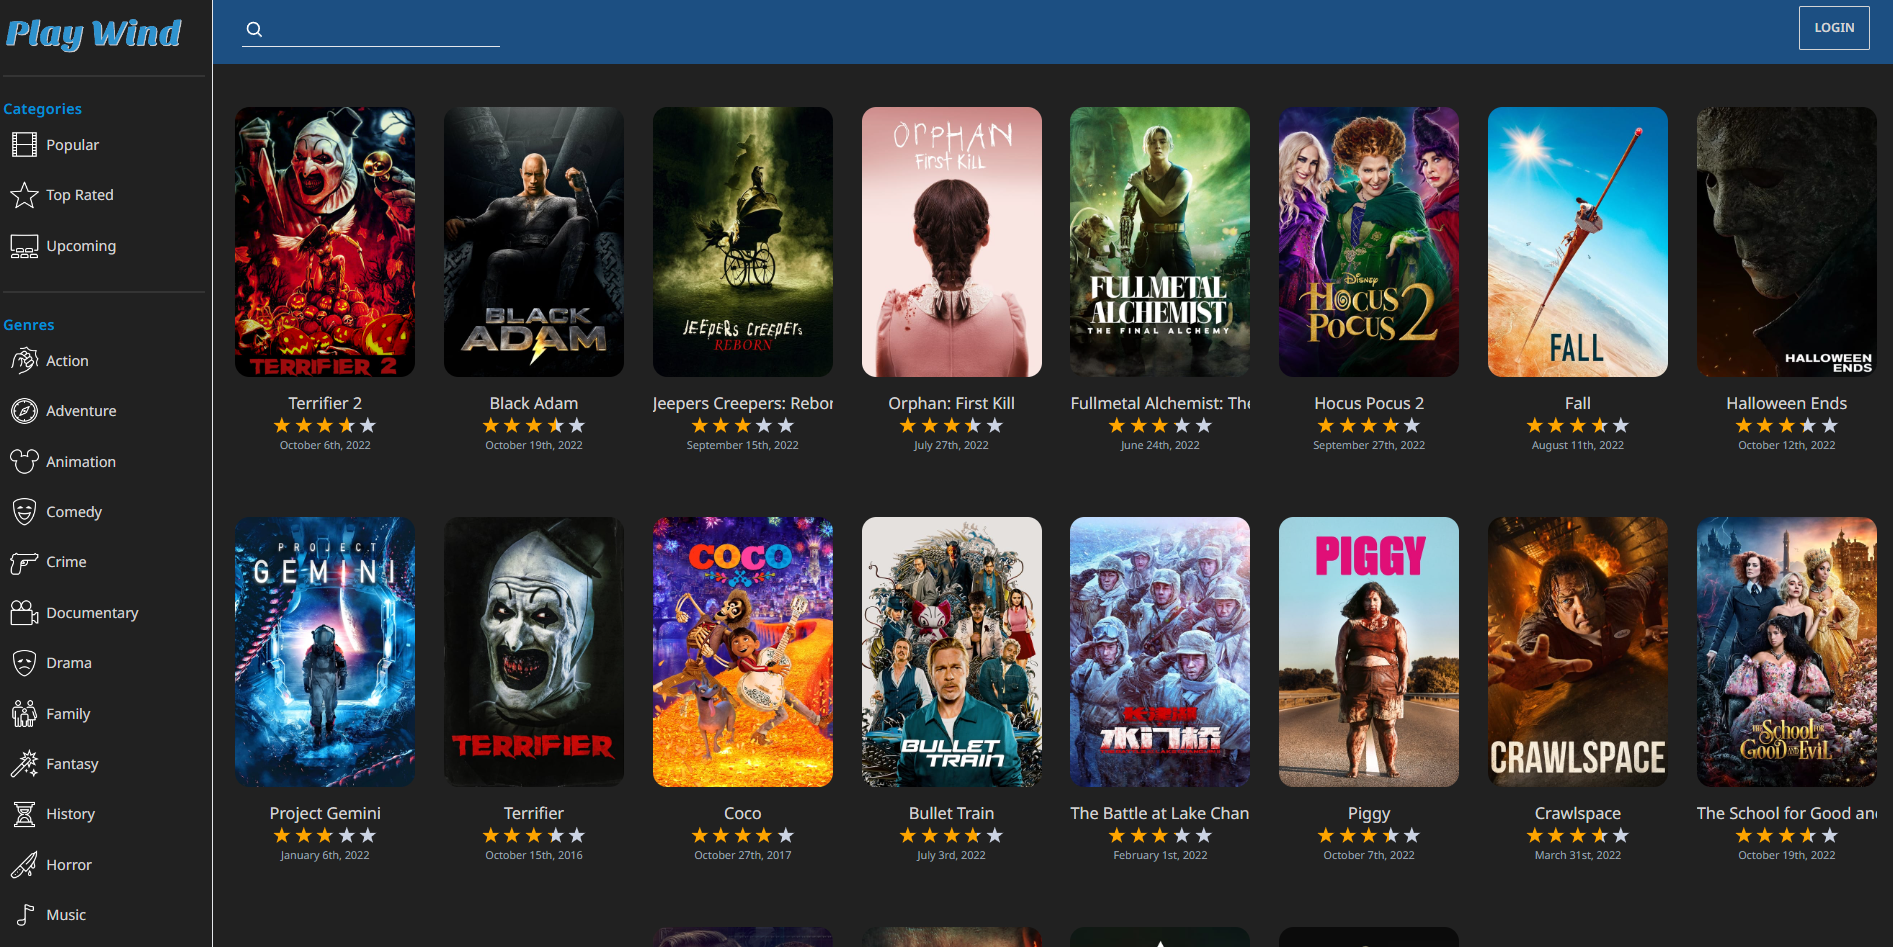 Play Wind
LOGIN
Categories
Popular
Top Rated
Upcoming
Genres
Action
Adventure
Animation
Comedy
Crime
Documentary
Drama
Family
Fantasy
History
Horror
Music
TERRIFIER 2
BLACK
ADAM
JEEPERS CREEPERS
REBORN
ORPHAN
FIRST KILL
FULLMETAL
ALCHEMIST
THE FINAL ALCHEMY
DISNEY
HOCUS
POCUS 2
FALL
HALLOWEEN
ENDS
Terrifier 2
October 6th, 2022
Black Adam
October 19th, 2022
Jeepers Creepers: Rebor
September 15th, 2022
Orphan: First Kill
July 27th, 2022
Fullmetal Alchemist: The
June 24th, 2022
Hocus Pocus 2
September 27th, 2022
Fall
August 11th, 2022
Halloween Ends
October 12th, 2022
PROJECT
GEMINI
TERRIFIER
COCO
BULLET
TRAIN
长津湖
水门桥
PIGGY
CRAWLSPACE
THE SCHOOL FOR
GOOD AND EVIL
Project Gemini
January 6th, 2022
Terrifier
October 15th, 2016
Coco
October 27th, 2017
Bullet Train
July 3rd, 2022
The Battle at Lake Chan
February 1st, 2022
Piggy
October 7th, 2022
Crawlspace
March 31st, 2022
The School for Good an
October 19th, 2022